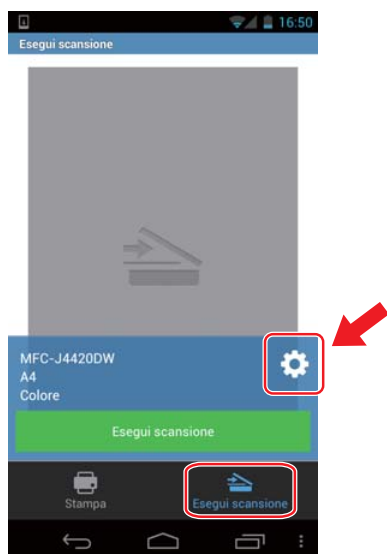 16:50
Esegui scansione
MFC-J4420DW
A4
Colore
Esegui scansione
Stampa
Esegui scansione